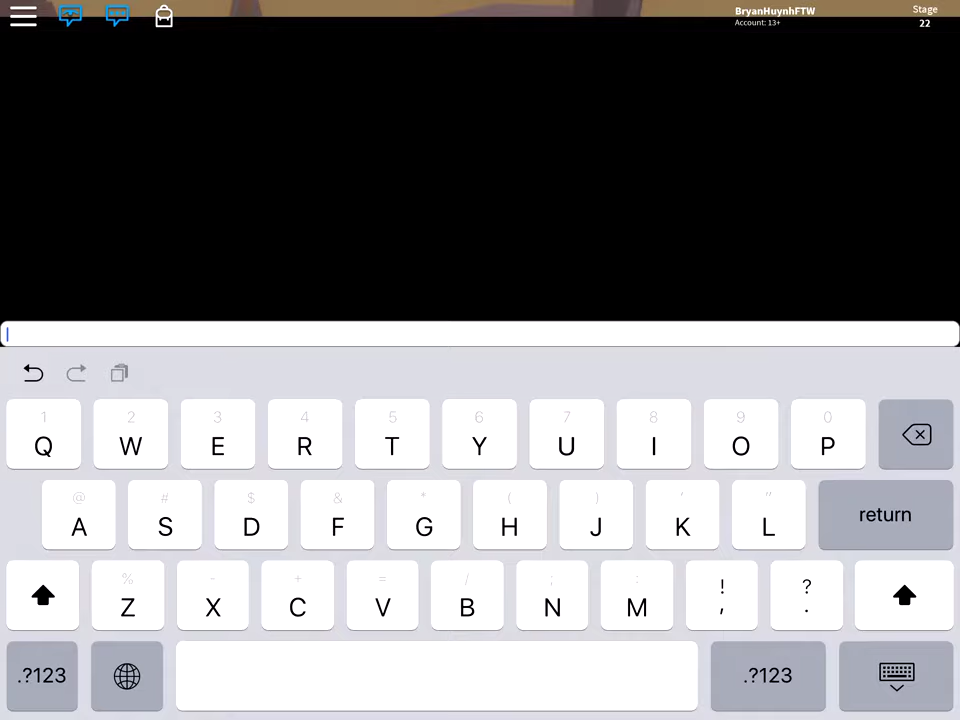 BryanHuynhFTW
Account: 13+
Stage
22
1 2 3 4 5 6 7 8 9 0
Q W E R T Y U I O P
@ # $ & * ( ) ' "
A S D F G H J K L return
% - + = / ; : ! ?
Z X C V B N M , .
.?123 .?123